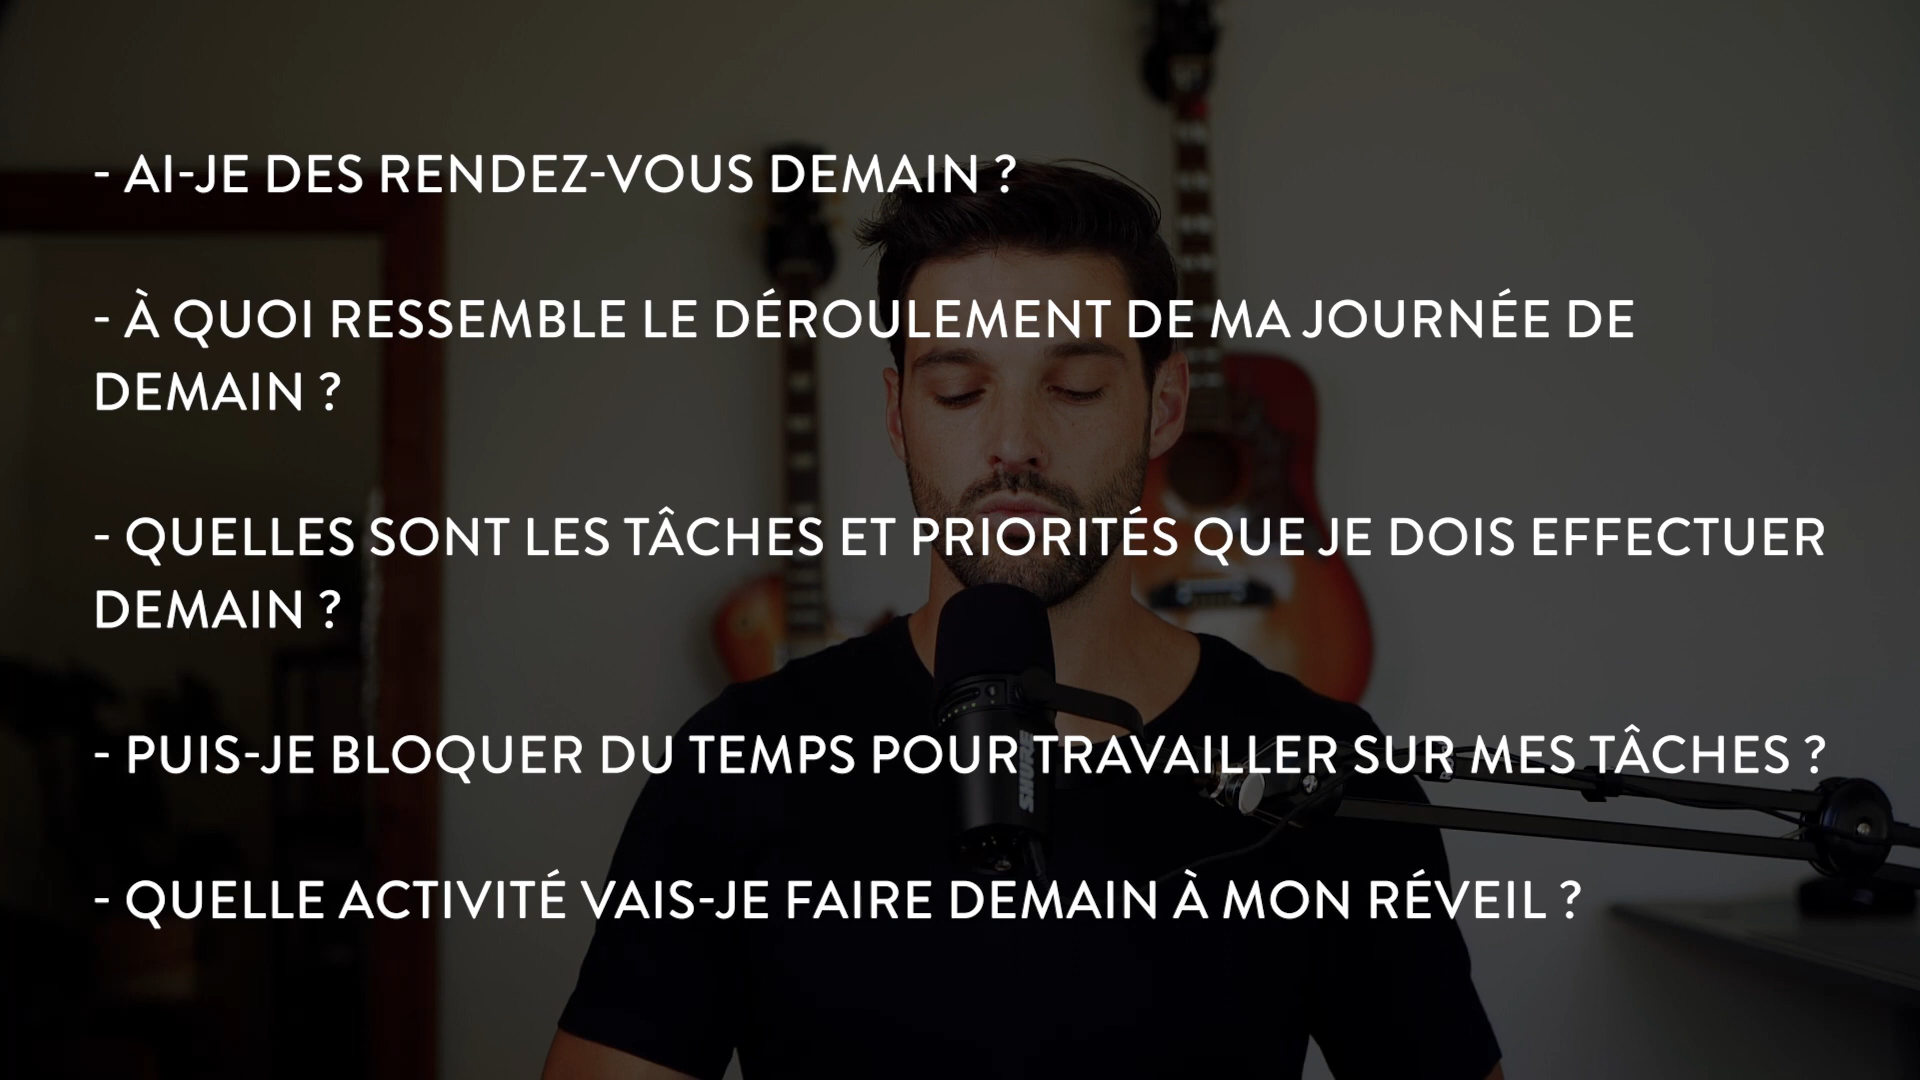 - AI-JE DES RENDEZ-VOUS DEMAIN ?
- À QUOI RESSEMBLE LE DÉROULEMENT DE MA JOURNÉE DE
DEMAIN ?
- QUELLES SONT LES TÂCHES ET PRIORITÉS QUE JE DOIS EFFECTUER
DEMAIN ?
- PUIS-JE BLOQUER DU TEMPS POUR TRAVAILLER SUR MES TÂCHES ?
SHURE
- QUELLE ACTIVITÉ VAIS-JE FAIRE DEMAIN À MON RÉVEIL ?